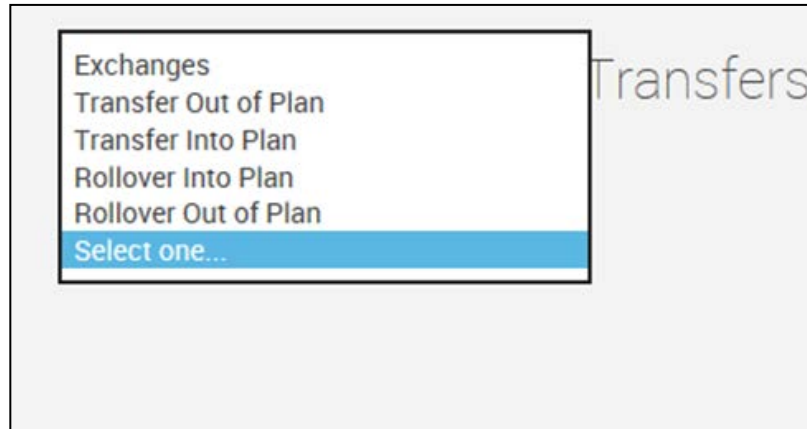 Exchanges
Transfer Out of Plan
Transfer Into Plan
Rollover Into Plan
Rollover Out of Plan
Select one...
Transfers